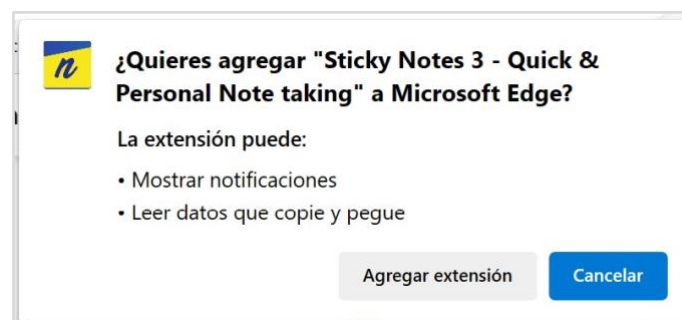 n
¿Quieres agregar "Sticky Notes 3 - Quick &
Personal Note taking" a Microsoft Edge?
La extensión puede:
• Mostrar notificaciones
• Leer datos que copie y pegue
Agregar extensión
Cancelar